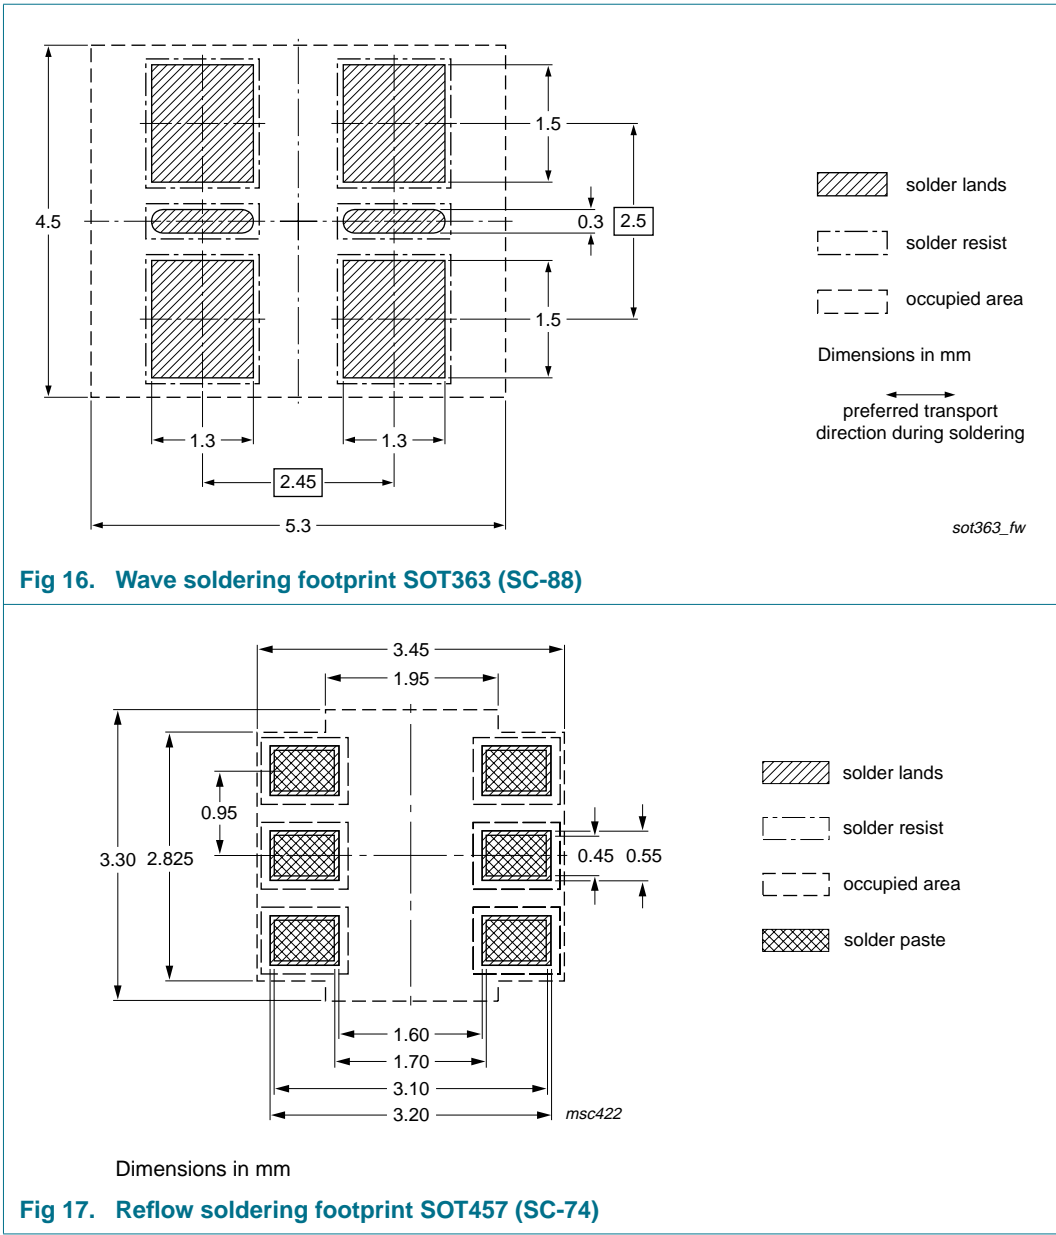 1.5
4.5
0.3
2.5
1.5
1.3
1.3
2.45
5.3
solder lands
solder resist
occupied area
Dimensions in mm
preferred transport
direction during soldering
sot363_fw
Fig 16. Wave soldering footprint SOT363 (SC-88)
3.45
1.95
0.95
3.30
2.825
0.45
0.55
1.60
1.70
3.10
3.20
msc422
solder lands
solder resist
occupied area
solder paste
Dimensions in mm
Fig 17. Reflow soldering footprint SOT457 (SC-74)